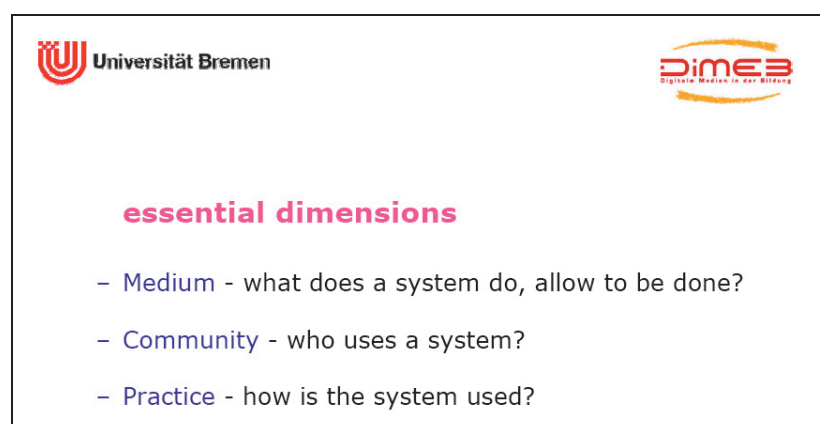 Universität Bremen
DiMEB
Digitale Medien in der Bildung
essential dimensions
– Medium - what does a system do, allow to be done?
– Community - who uses a system?
– Practice - how is the system used?